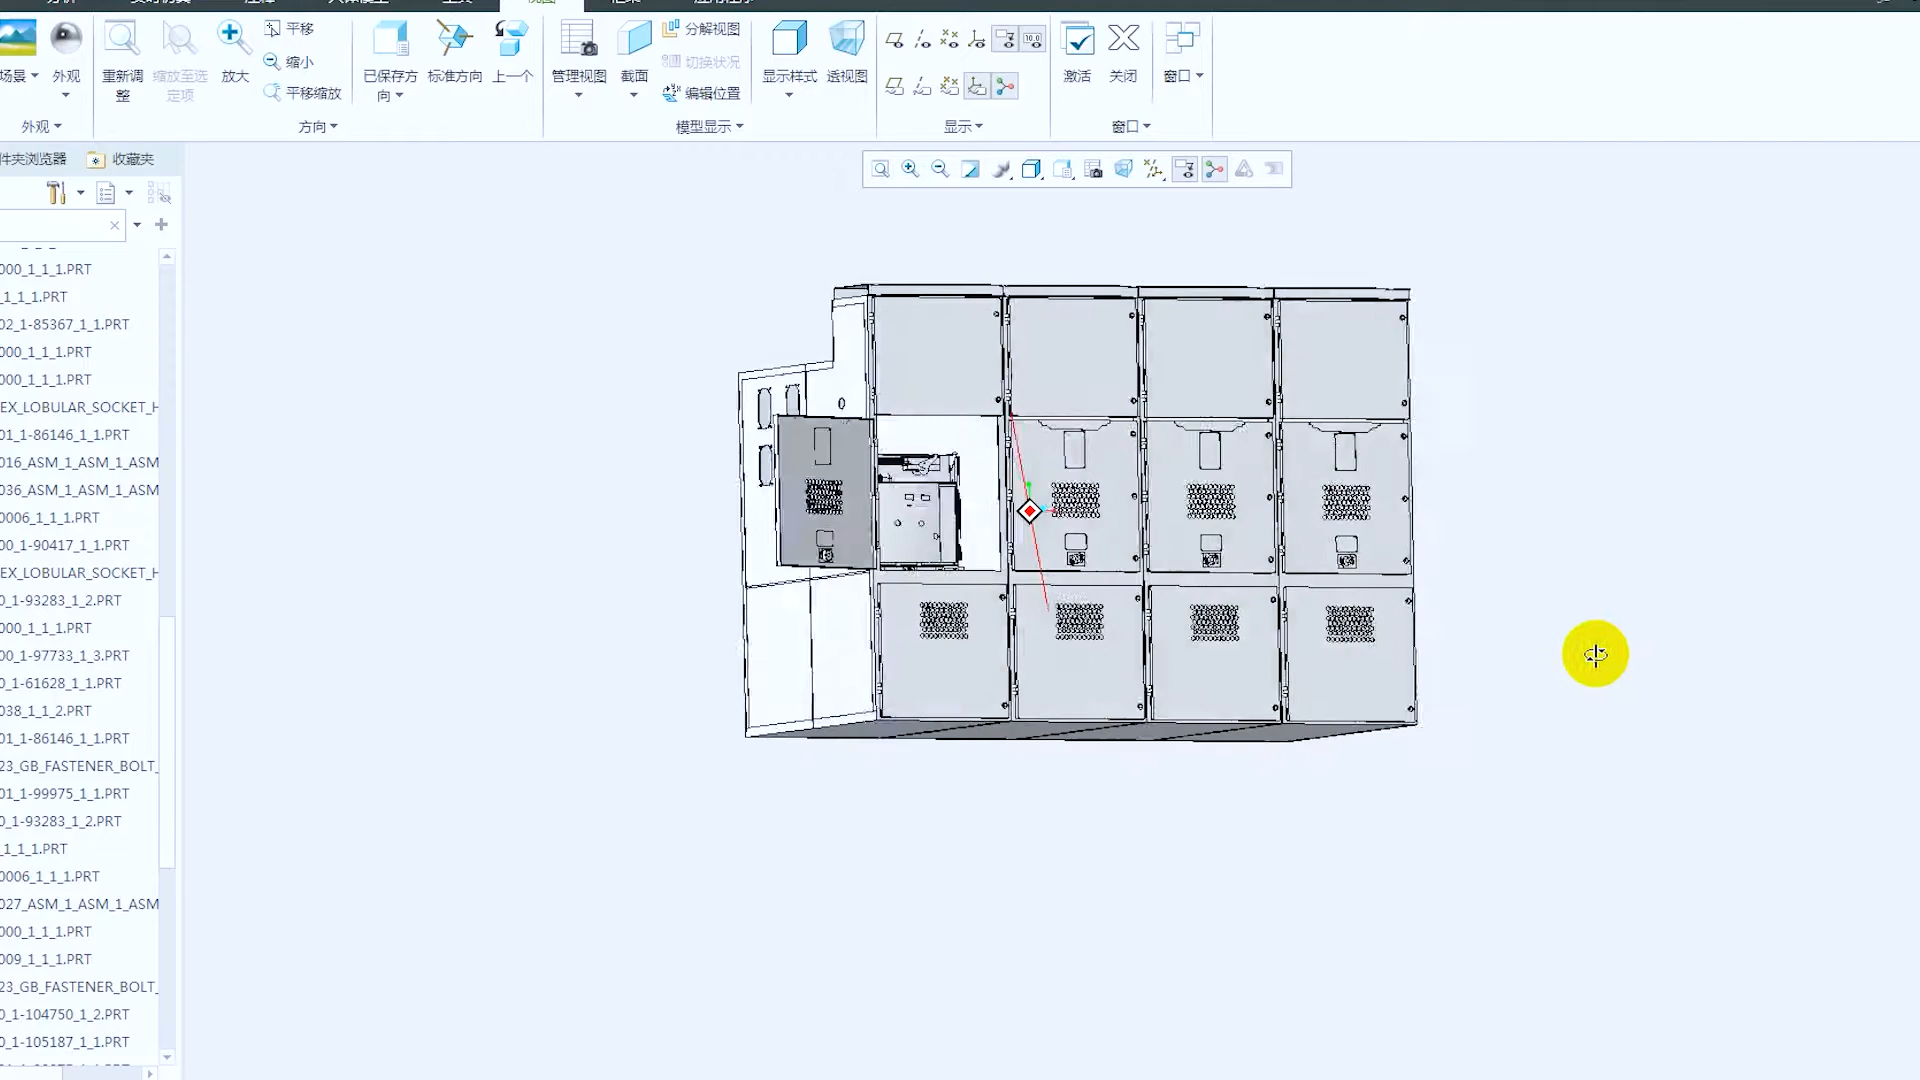 视图
平移
分解视图
缩小
切换状况
场景
外观
重新调
整
缩放至选
定项
放大
平移缩放
已保存方
向
标准方向
上一个
管理视图
截面
编辑位置
显示样式
透视图
激活
关闭
窗口
外观
方向
模型显示
显示
窗口
件夹浏览器
收藏夹
000_1_1_1.PRT
_1_1_1.PRT
02_1-85367_1_1.PRT
000_1_1_1.PRT
000_1_1_1.PRT
EX_LOBULAR_SOCKET_H
01_1-86146_1_1.PRT
016_ASM_1_ASM_1_ASM
036_ASM_1_ASM_1_ASM
0006_1_1_1.PRT
00_1-90417_1_1.PRT
EX_LOBULAR_SOCKET_H
0_1-93283_1_2.PRT
000_1_1_1.PRT
00_1-97733_1_3.PRT
0_1-61628_1_1.PRT
038_1_1_2.PRT
01_1-86146_1_1.PRT
23_GB_FASTENER_BOLT_
01_1-99975_1_1.PRT
0_1-93283_1_2.PRT
_1_1_1.PRT
0006_1_1_1.PRT
027_ASM_1_ASM_1_ASM
000_1_1_1.PRT
009_1_1_1.PRT
23_GB_FASTENER_BOLT_
0_1-104750_1_2.PRT
0_1-105187_1_1.PRT